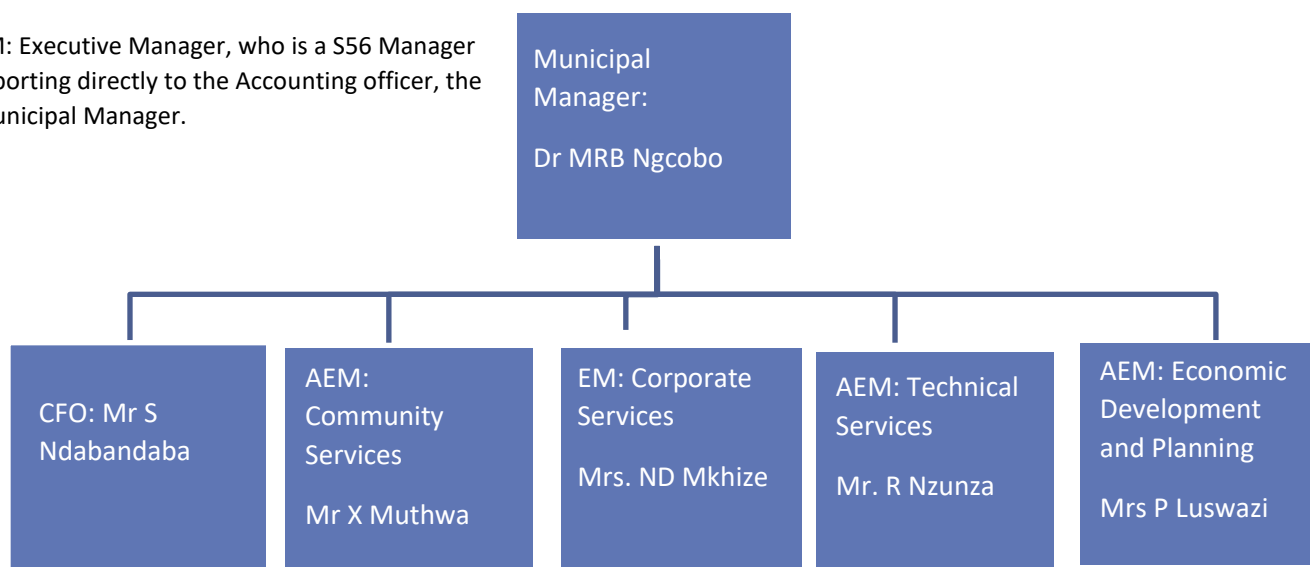 : Executive Manager, who is a S56 Manager
porting directly to the Accounting officer, the
unicipal Manager.
Municipal
Manager:
Dr MRB Ngcobo
CFO: Mr S
Ndabandaba
AEM:
Community
Services
Mr X Muthwa
EM: Corporate
Services
Mrs. ND Mkhize
AEM: Technical
Services
Mr. R Nzunza
AEM: Economic
Development
and Planning
Mrs P Luswazi